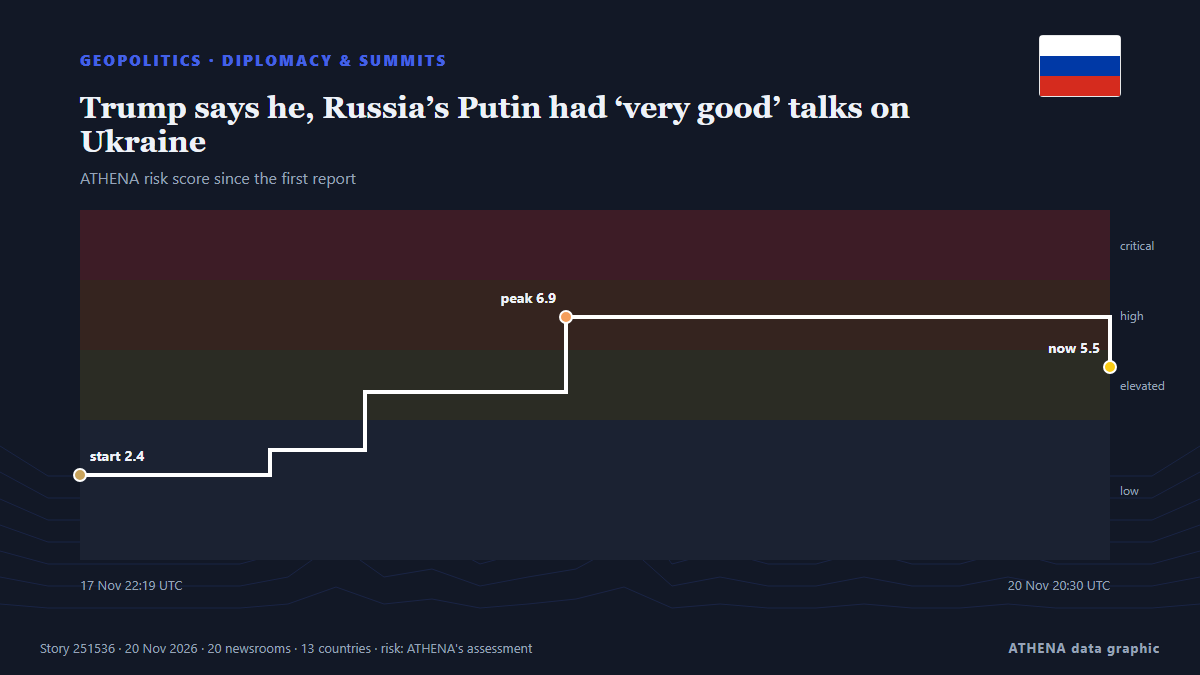 GEOPOLITICS · DIPLOMACY & SUMMITS
Trump says he, Russia’s Putin had ‘very good’ talks on
Ukraine
ATHENA risk score since the first report
critical
peak 6.9
high
now 5.5
elevated
start 2.4
low
17 Nov 22:19 UTC
20 Nov 20:30 UTC
Story 251536 · 20 Nov 2026 · 20 newsrooms · 13 countries · risk: ATHENA's assessment
ATHENA data graphic